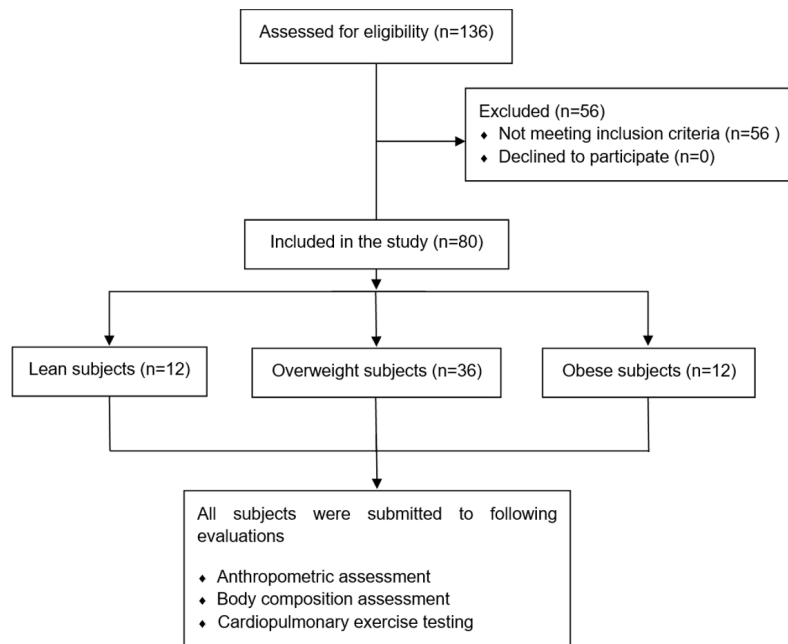 Assessed for eligibility (n=136)
Excluded (n=56)
♦ Not meeting inclusion criteria (n=56 )
♦ Declined to participate (n=0)
Included in the study (n=80)
Lean subjects (n=12)
Overweight subjects (n=36)
Obese subjects (n=12)
All subjects were submitted to following
evaluations
♦ Anthropometric assessment
♦ Body composition assessment
♦ Cardiopulmonary exercise testing